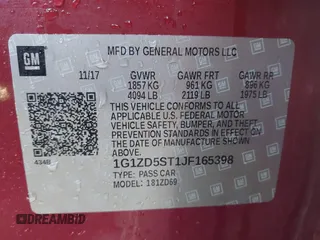 GM
MFD BY GENERAL MOTORS LLC
11/17 GVWR GAWR FRT GAWR RR
1857 KG 961 KG 896 KG
4094 LB 2119 LB 1975 LB
THIS VEHICLE CONFORMS TO ALL
APPLICABLE U.S. FEDERAL MOTOR
VEHICLE SAFETY, BUMPER, AND THEFT
PREVENTION STANDARDS IN EFFECT ON
THE DATE OF MANUFACTURE SHOWN
ABOVE.
434B
1G1ZD5ST1JF165398
TYPE: PASS CAR
MODEL: 181ZD69
DREAMBID